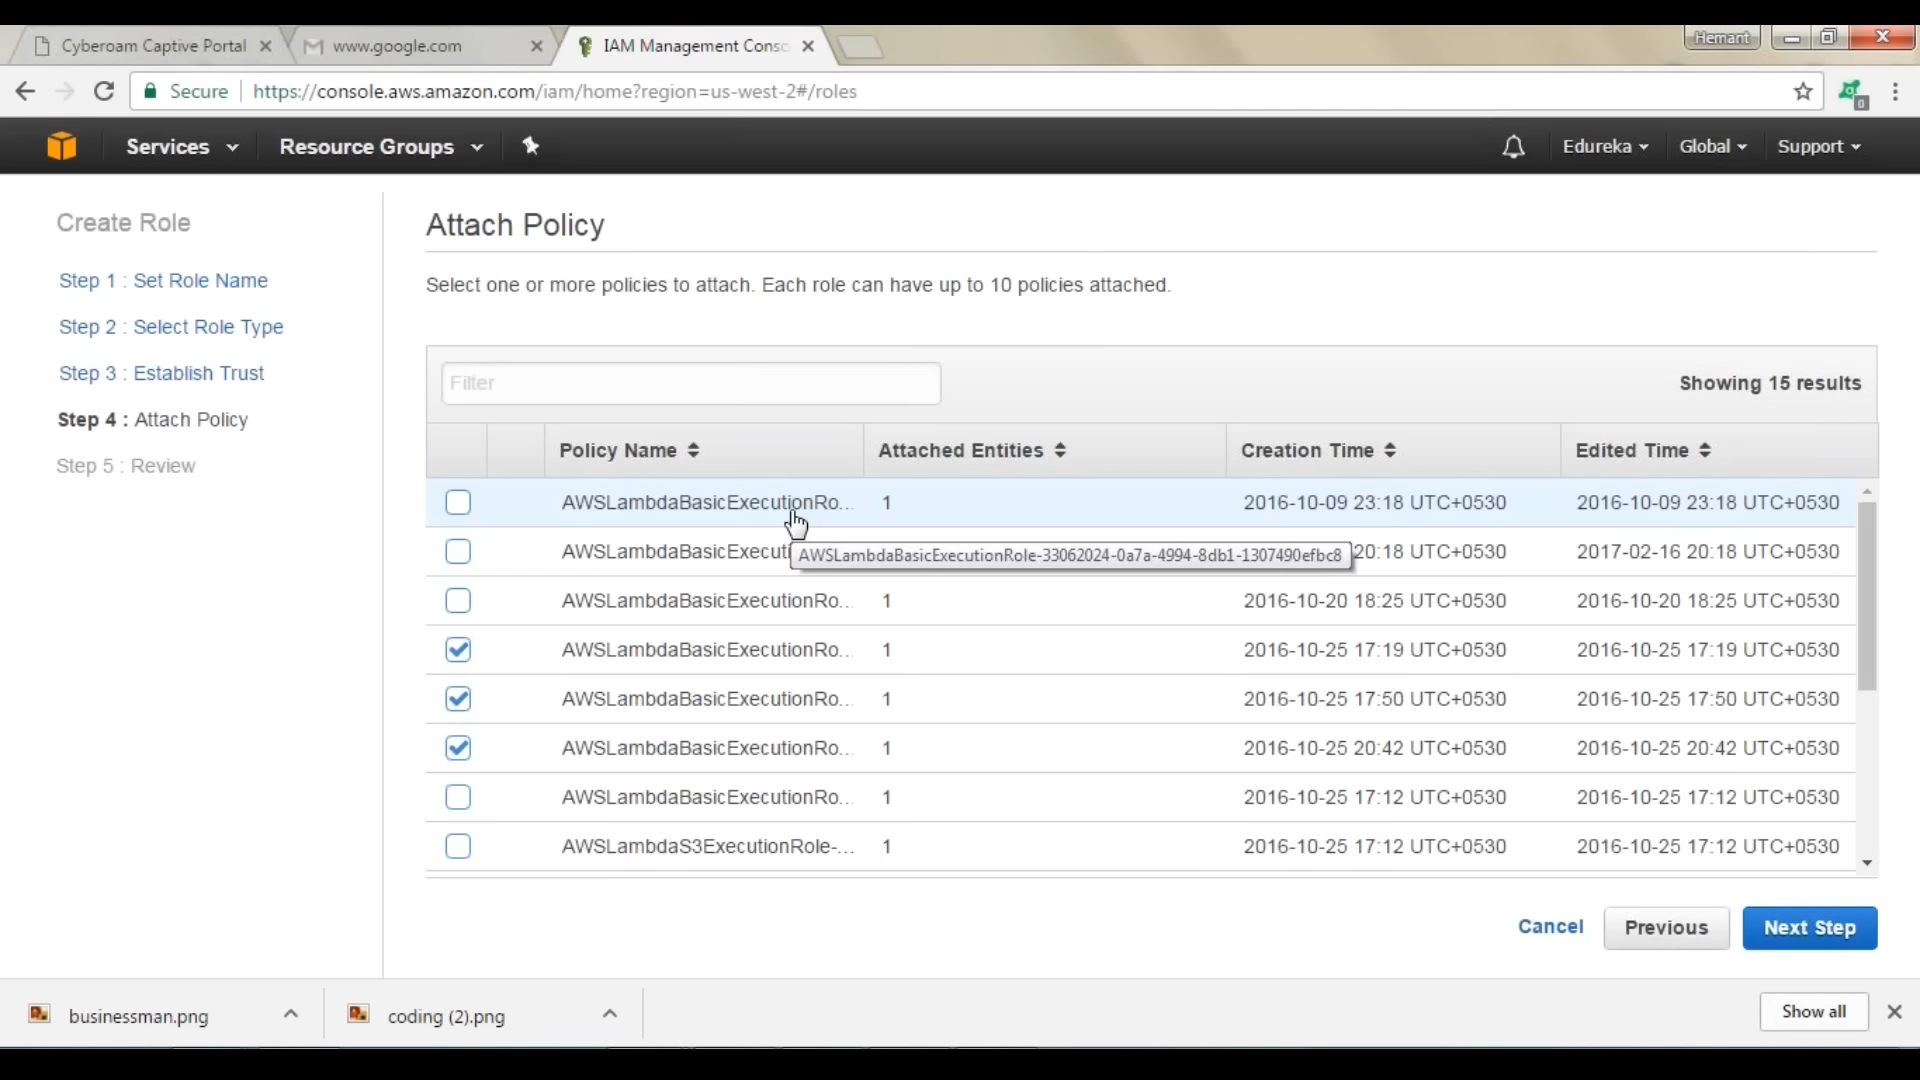 Cyberoam Captive Portal
www.google.com
IAM Management Conso
Hemant
Secure
https://console.aws.amazon.com/iam/home?region=us-west-2#/roles
0
Services
Resource Groups
Edureka
Global
Support
Create Role
Step 1 : Set Role Name
Step 2 : Select Role Type
Step 3 : Establish Trust
Step 4 : Attach Policy
Step 5 : Review
Attach Policy
Select one or more policies to attach. Each role can have up to 10 policies attached.
Filter
Showing 15 results
Policy Name Attached Entities Creation Time Edited Time
AWSLambdaBasicExecutionRo... 1 2016-10-09 23:18 UTC+0530 2016-10-09 23:18 UTC+0530
AWSLambdaBasicExecuti 20:18 UTC+0530 2017-02-16 20:18 UTC+0530
AWSLambdaBasicExecutionRole-33062024-0a7a-4994-8db1-1307490efbc8
AWSLambdaBasicExecutionRo... 1 2016-10-20 18:25 UTC+0530 2016-10-20 18:25 UTC+0530
AWSLambdaBasicExecutionRo... 1 2016-10-25 17:19 UTC+0530 2016-10-25 17:19 UTC+0530
AWSLambdaBasicExecutionRo... 1 2016-10-25 17:50 UTC+0530 2016-10-25 17:50 UTC+0530
AWSLambdaBasicExecutionRo... 1 2016-10-25 20:42 UTC+0530 2016-10-25 20:42 UTC+0530
AWSLambdaBasicExecutionRo... 1 2016-10-25 17:12 UTC+0530 2016-10-25 17:12 UTC+0530
AWSLambdaS3ExecutionRole-... 1 2016-10-25 17:12 UTC+0530 2016-10-25 17:12 UTC+0530
Cancel
Previous
Next Step
businessman.png
coding (2).png
Show all